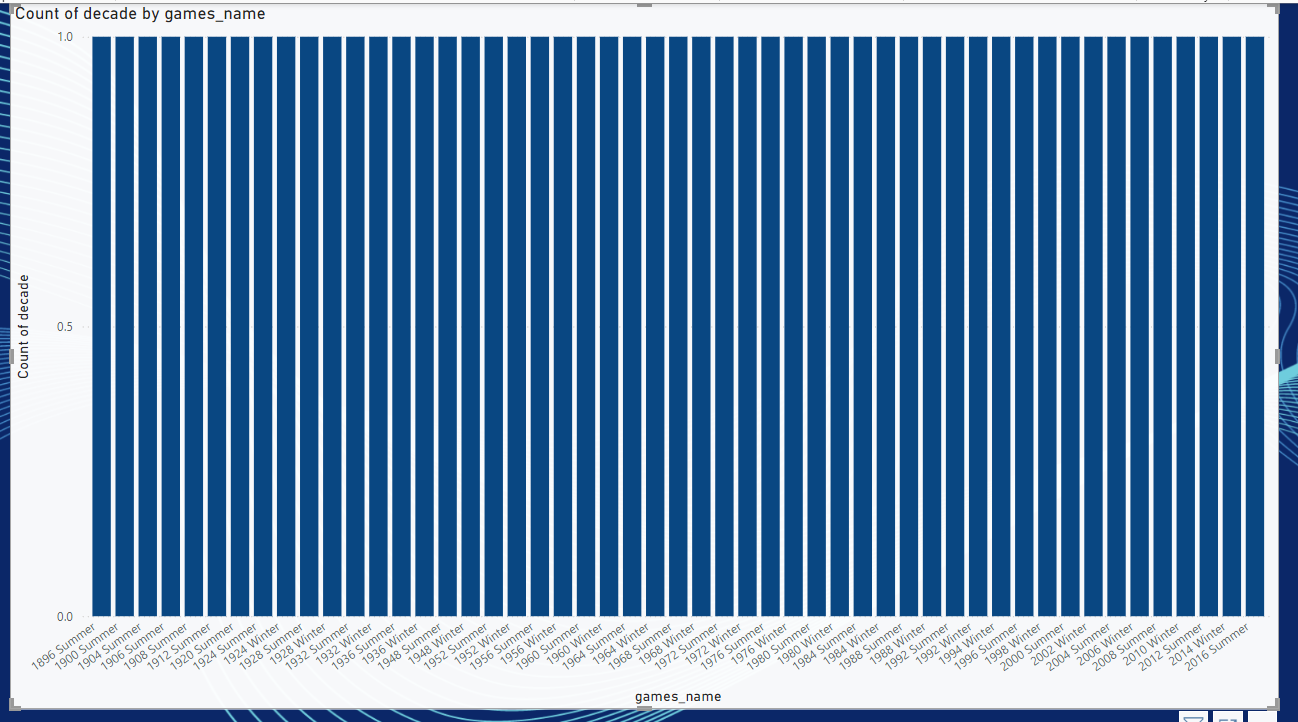 Count of decade by games_name
1.0
0.5
0.0
Count of decade
1896 Summer
1900 Summer
1904 Summer
1906 Summer
1908 Summer
1912 Summer
1920 Summer
1924 Summer
1924 Winter
1928 Summer
1928 Winter
1932 Summer
1932 Winter
1936 Summer
1936 Winter
1948 Summer
1948 Winter
1952 Summer
1952 Winter
1956 Summer
1956 Winter
1960 Summer
1960 Winter
1964 Summer
1964 Winter
1968 Summer
1968 Winter
1972 Summer
1972 Winter
1976 Summer
1976 Winter
1980 Summer
1980 Winter
1984 Summer
1984 Winter
1988 Summer
1988 Winter
1992 Summer
1992 Winter
1994 Winter
1996 Summer
1998 Winter
2000 Summer
2002 Winter
2004 Summer
2006 Winter
2008 Summer
2010 Winter
2012 Summer
2014 Winter
2016 Summer
games_name